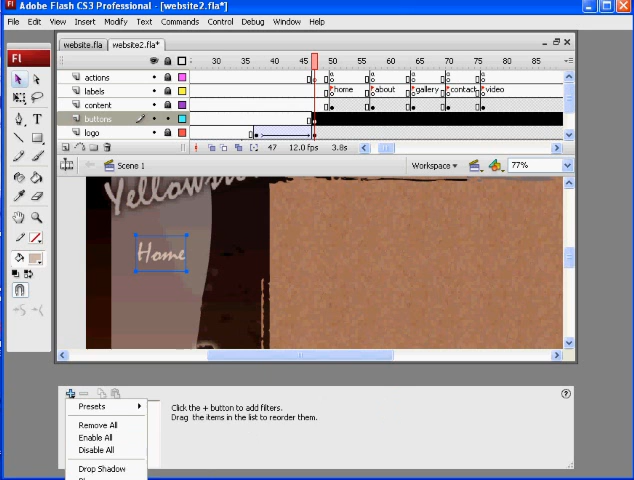 Adobe Flash CS3 Professional - [website2.fla*]
File Edit View Insert Modify Text Commands Control Debug Window Help
website.fla website2.fla*
Fl
30 35 40 45 50 55 60 65 70 75 80 85
actions
labels home about gallery contact video
content
buttons
logo
47 12.0 fps 3.8s
Scene 1 Workspace 77%
Home
Presets
Click the + button to add filters.
Drag the items in the list to reorder them.
Remove All
Enable All
Disable All
Drop Shadow